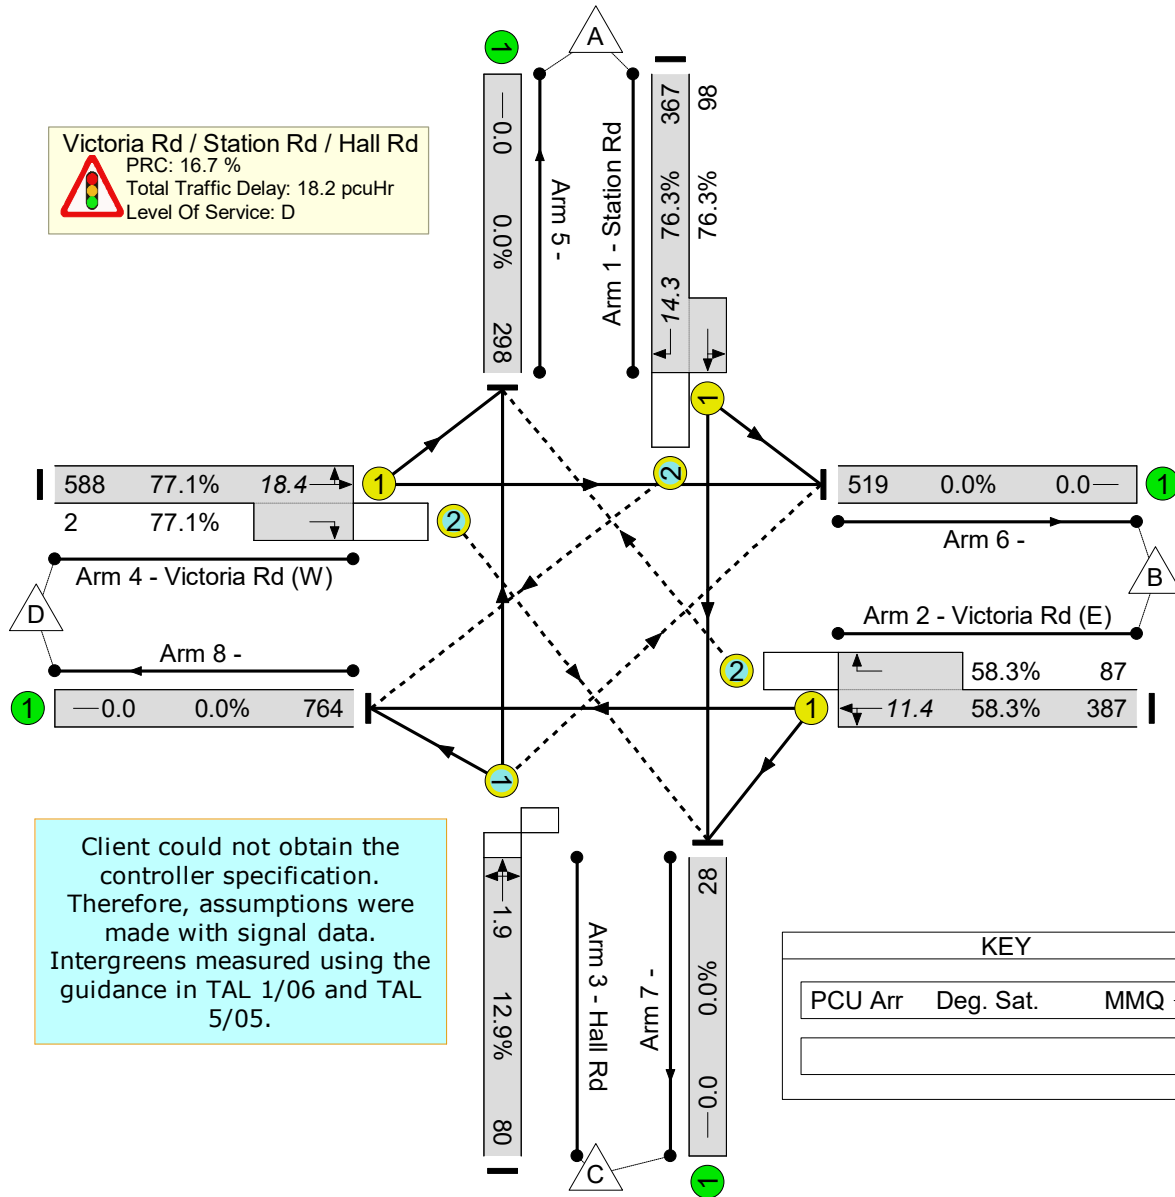 A
1
—0.0 0.0% 298
Arm 5 -
Arm 1 - Station Rd
367 76.3% 14.3
98 76.3%
Victoria Rd / Station Rd / Hall Rd
PRC: 16.7 %
Total Traffic Delay: 18.2 pcuHr
Level Of Service: D
1
2
588 77.1% 18.4
1
2 77.1%
2
Arm 4 - Victoria Rd (W)
D
Arm 8 -
1
—0.0 0.0% 764
519 0.0% 0.0—
1
Arm 6 -
B
Arm 2 - Victoria Rd (E)
2
58.3% 87
1
11.4 58.3% 387
1
Client could not obtain the
controller specification.
Therefore, assumptions were
made with signal data.
Intergreens measured using the
guidance in TAL 1/06 and TAL
5/05.
1.9 12.9% 80
Arm 3 - Hall Rd
Arm 7 -
28 0.0% —0.0
C
1
KEY
PCU Arr Deg. Sat. MMQ